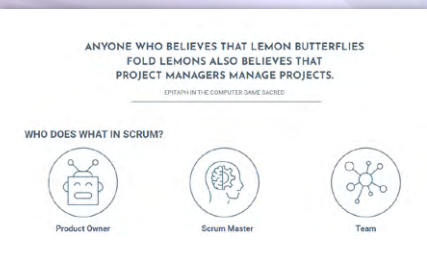 ANYONE WHO BELIEVES THAT LEMON BUTTERFLIES
FOLD LEMONS ALSO BELIEVES THAT
PROJECT MANAGERS MANAGE PROJECTS.
EPITAPH IN THE COMPUTER GAME SACRED
WHO DOES WHAT IN SCRUM?
Product Owner
Scrum Master
Team